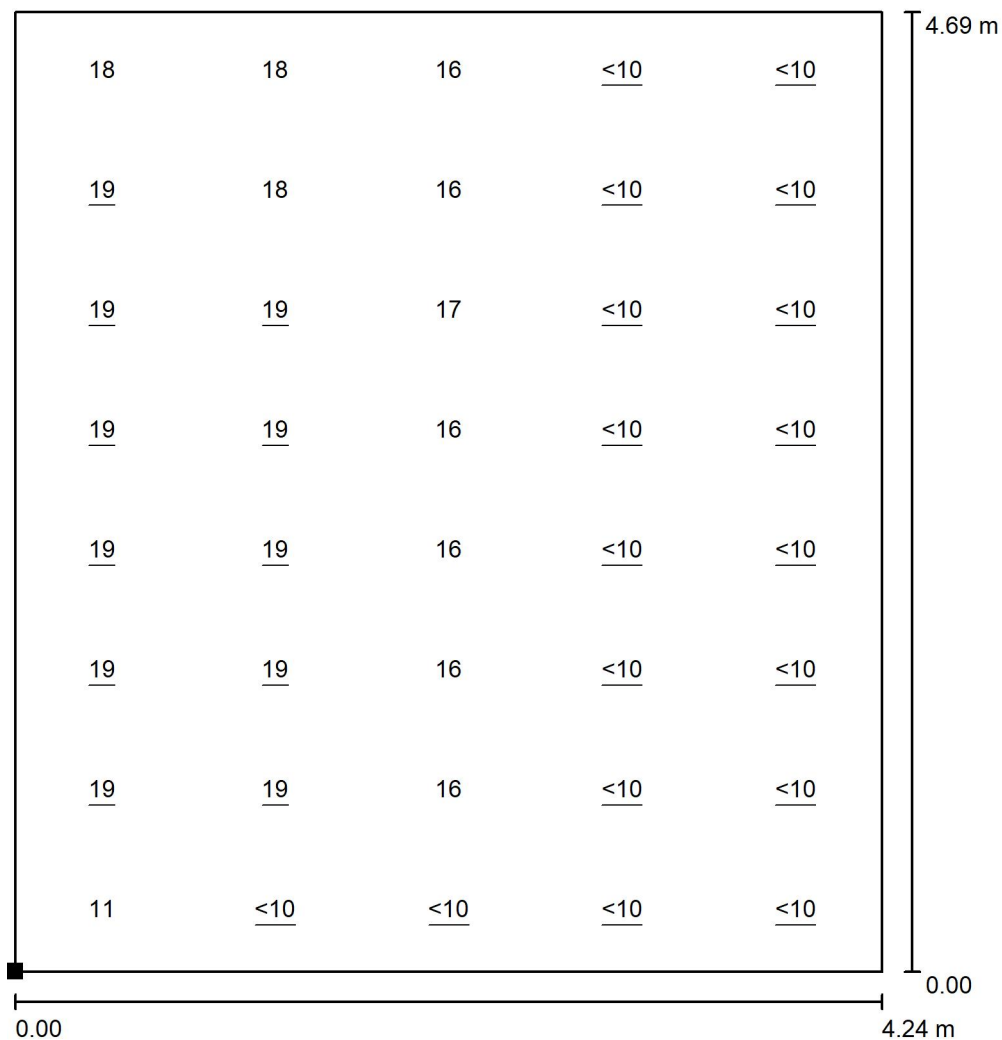 4.69 m
18 18 16 <10 <10
19 18 16 <10 <10
19 19 17 <10 <10
19 19 16 <10 <10
19 19 16 <10 <10
19 19 16 <10 <10
19 19 16 <10 <10
11 <10 <10 <10 <10
0.00
0.00 4.24 m